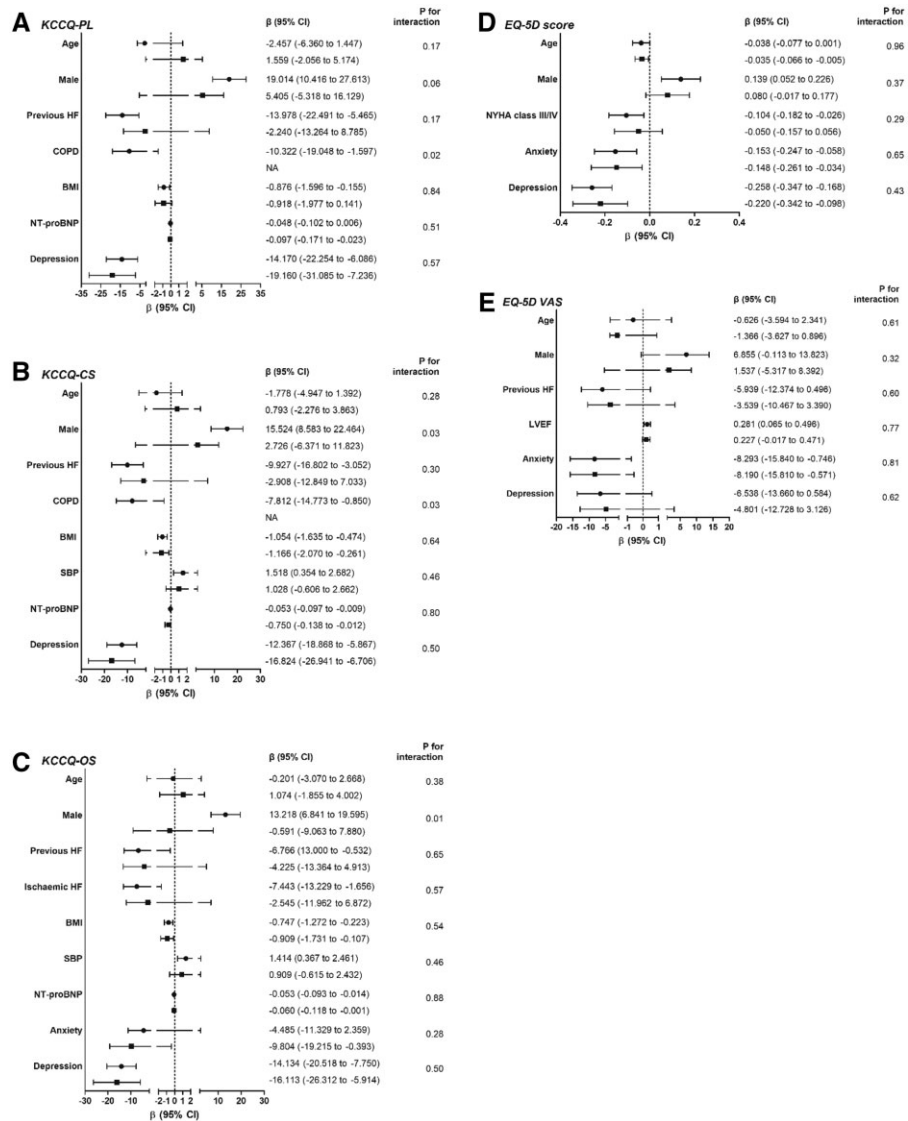 A KCCQ-PL β (95% CI) P for interaction
Age -2.457 (-6.360 to 1.447) 0.17
1.559 (-2.056 to 5.174)
Male 19.014 (10.416 to 27.613) 0.06
5.405 (-5.318 to 16.129)
Previous HF -13.978 (-22.491 to -5.465) 0.17
-2.240 (-13.264 to 8.785)
COPD -10.322 (-19.048 to -1.597) 0.02
NA
BMI -0.876 (-1.596 to -0.155) 0.84
-0.918 (-1.977 to 0.141)
NT-proBNP -0.048 (-0.102 to 0.006) 0.51
-0.097 (-0.171 to -0.023)
Depression -14.170 (-22.254 to -6.086) 0.57
-19.160 (-31.085 to -7.236)
-35 -25 -15 -5 -2 -1 0 1 2 5 15 25 35
β (95% CI)
B KCCQ-CS β (95% CI) P for interaction
Age -1.778 (-4.947 to 1.392) 0.28
0.793 (-2.276 to 3.863)
Male 15.524 (8.583 to 22.464) 0.03
2.726 (-6.371 to 11.823)
Previous HF -9.927 (-16.802 to -3.052) 0.30
-2.908 (-12.849 to 7.033)
COPD -7.812 (-14.773 to -0.850) 0.03
NA
BMI -1.054 (-1.635 to -0.474) 0.64
-1.166 (-2.070 to -0.261)
SBP 1.518 (0.354 to 2.682) 0.46
1.028 (-0.606 to 2.662)
NT-proBNP -0.053 (-0.097 to -0.009) 0.80
-0.750 (-0.138 to -0.012)
Depression -12.367 (-18.868 to -5.867) 0.50
-16.824 (-26.941 to -6.706)
-30 -20 -10 -2 -1 0 1 2 10 20 30
β (95% CI)
C KCCQ-OS β (95% CI) P for interaction
Age -0.201 (-3.070 to 2.668) 0.38
1.074 (-1.855 to 4.002)
Male 13.218 (6.841 to 19.595) 0.01
-0.591 (-9.063 to 7.880)
Previous HF -6.766 (13.000 to -0.532) 0.65
-4.225 (-13.364 to 4.913)
Ischaemic HF -7.443 (-13.229 to -1.656) 0.57
-2.545 (-11.962 to 6.872)
BMI -0.747 (-1.272 to -0.223) 0.54
-0.909 (-1.731 to -0.107)
SBP 1.414 (0.367 to 2.461) 0.46
0.909 (-0.615 to 2.432)
NT-proBNP -0.053 (-0.093 to -0.014) 0.88
-0.060 (-0.118 to -0.001)
Anxiety -4.485 (-11.329 to 2.359) 0.28
-9.804 (-19.215 to -0.393)
Depression -14.134 (-20.518 to -7.750) 0.50
-16.113 (-26.312 to -5.914)
-30 -20 -10 -2 -1 0 1 2 10 20 30
β (95% CI)
D EQ-5D score β (95% CI) P for interaction
Age -0.038 (-0.077 to 0.001) 0.96
-0.035 (-0.066 to -0.005)
Male 0.139 (0.052 to 0.226) 0.37
0.080 (-0.017 to 0.177)
NYHA class III/IV -0.104 (-0.182 to -0.026) 0.29
-0.050 (-0.157 to 0.056)
Anxiety -0.153 (-0.247 to -0.058) 0.65
-0.148 (-0.261 to -0.034)
Depression -0.258 (-0.347 to -0.168) 0.43
-0.220 (-0.342 to -0.098)
-0.4 -0.2 0.0 0.2 0.4
β (95% CI)
E EQ-5D VAS β (95% CI) P for interaction
Age -0.626 (-3.594 to 2.341) 0.61
-1.366 (-3.627 to 0.896)
Male 6.855 (-0.113 to 13.823) 0.32
1.537 (-5.317 to 8.392)
Previous HF -5.939 (-12.374 to 0.496) 0.60
-3.539 (-10.467 to 3.390)
LVEF 0.281 (0.065 to 0.496) 0.77
0.227 (-0.017 to 0.471)
Anxiety -8.293 (-15.840 to -0.746) 0.81
-8.190 (-15.810 to -0.571)
Depression -6.538 (-13.660 to 0.584) 0.62
-4.801 (-12.728 to 3.126)
-20 -15 -10 -5 -1 0 1 5 10 15 20
β (95% CI)